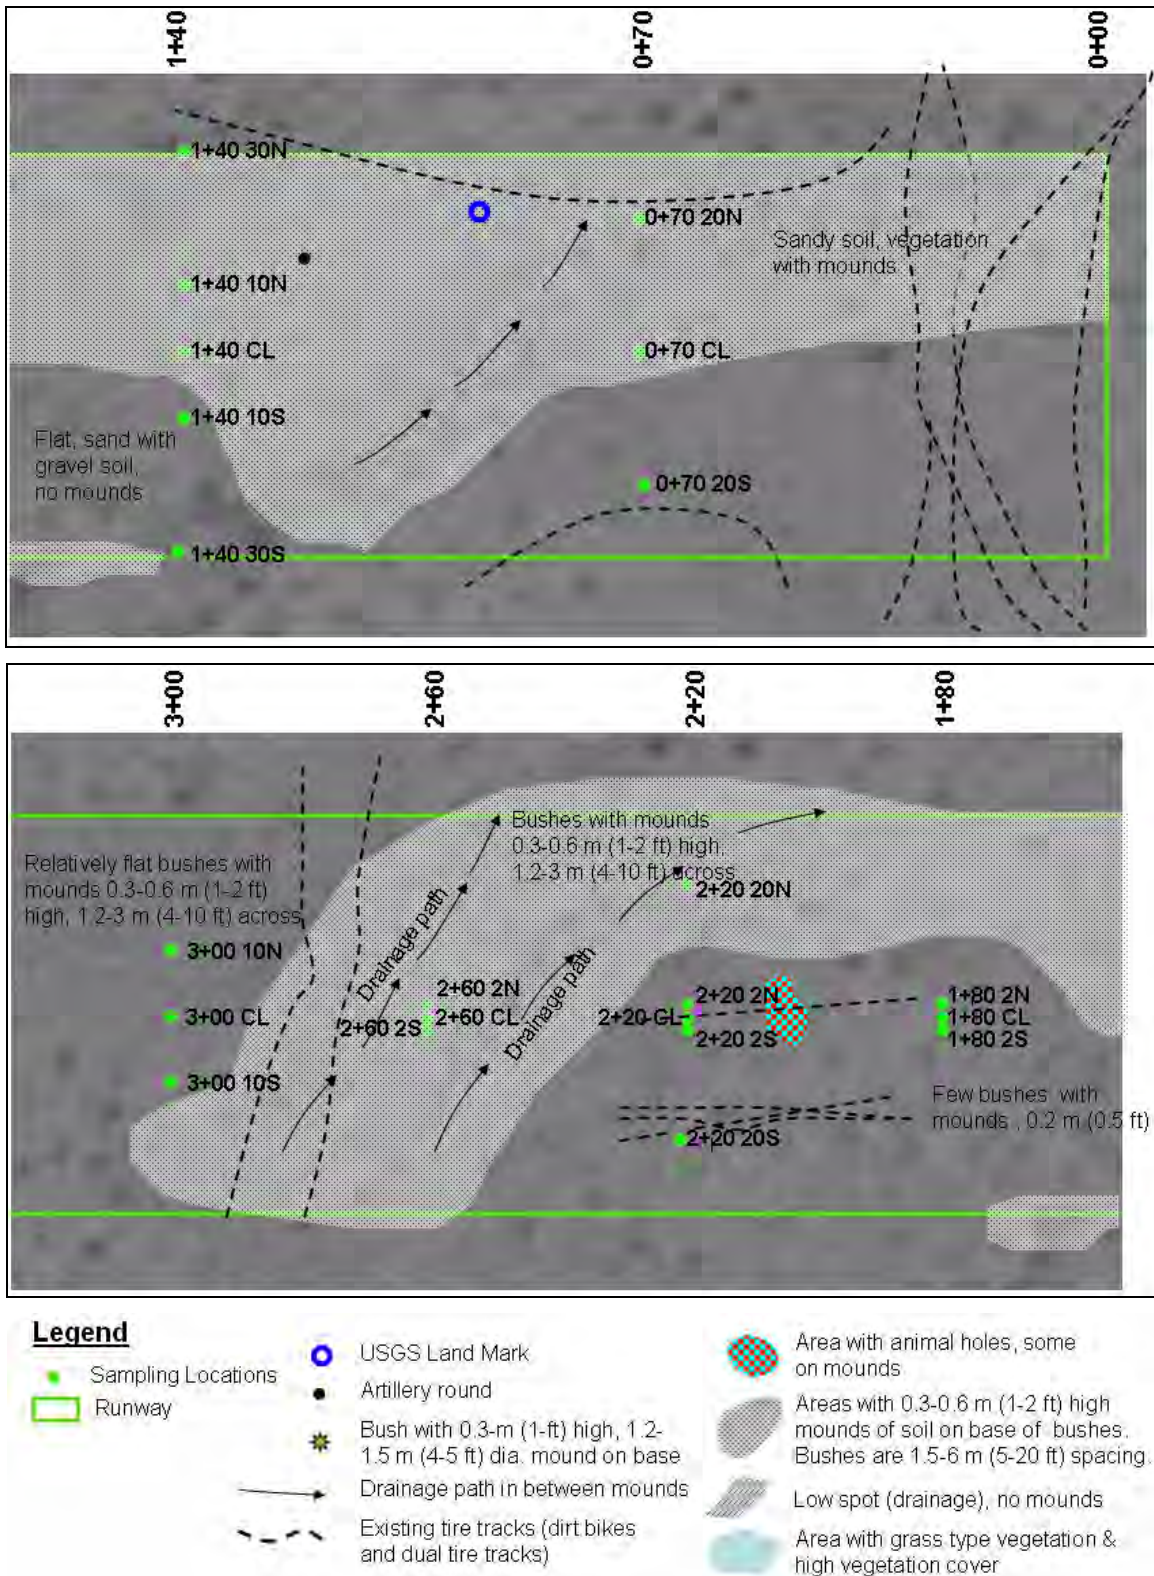 1+40
0+70
0+00
1+40 30N
0+70 20N
Sandy soil, vegetation
with mounds
1+40 10N
1+40 CL
0+70 CL
1+40 10S
Flat, sand with
gravel soil,
no mounds
0+70 20S
1+40 30S
3+00
2+60
2+20
1+80
Bushes with mounds
0.3-0.6 m (1-2 ft) high,
1.2-3 m (4-10 ft) across
Relatively flat bushes with
mounds 0.3-0.6 m (1-2 ft)
high, 1.2-3 m (4-10 ft) across
2+20 20N
Drainage path
3+00 10N
Drainage path
2+60 2N
2+20 2N
1+80 2N
3+00 CL
2+60 CL
2+20 CL
1+80 CL
2+60 2S
2+20 2S
1+80 2S
3+00 10S
Few bushes with
mounds , 0.2 m (0.5 ft)
2+20 20S
Legend
Sampling Locations
Runway
USGS Land Mark
Artillery round
Bush with 0.3-m (1-ft) high, 1.2-
1.5 m (4-5 ft) dia. mound on base
Drainage path in between mounds
Existing tire tracks (dirt bikes
and dual tire tracks)
Area with animal holes, some
on mounds
Areas with 0.3-0.6 m (1-2 ft) high
mounds of soil on base of bushes.
Bushes are 1.5-6 m (5-20 ft) spacing.
Low spot (drainage), no mounds
Area with grass type vegetation &
high vegetation cover